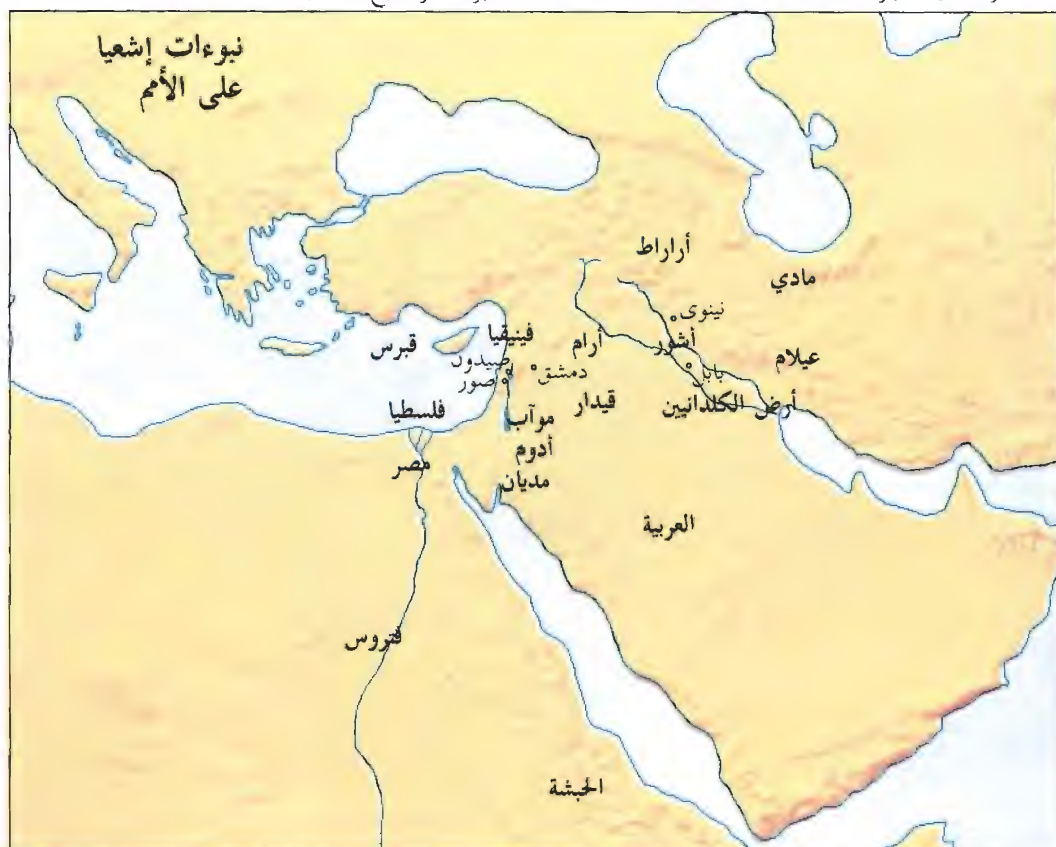 نبوءات إشعيا
على الأمم
أراراط
مادي
نينوى
أشور
فينيقيا
قبرس
أرام
عيلام
صيدون
دمشق
بابل
صور
قيدار
أرض الكلدانيين
فلسطيا
موآب
أدوم
مصر
مديان
العربية
فتروس
الحبشة